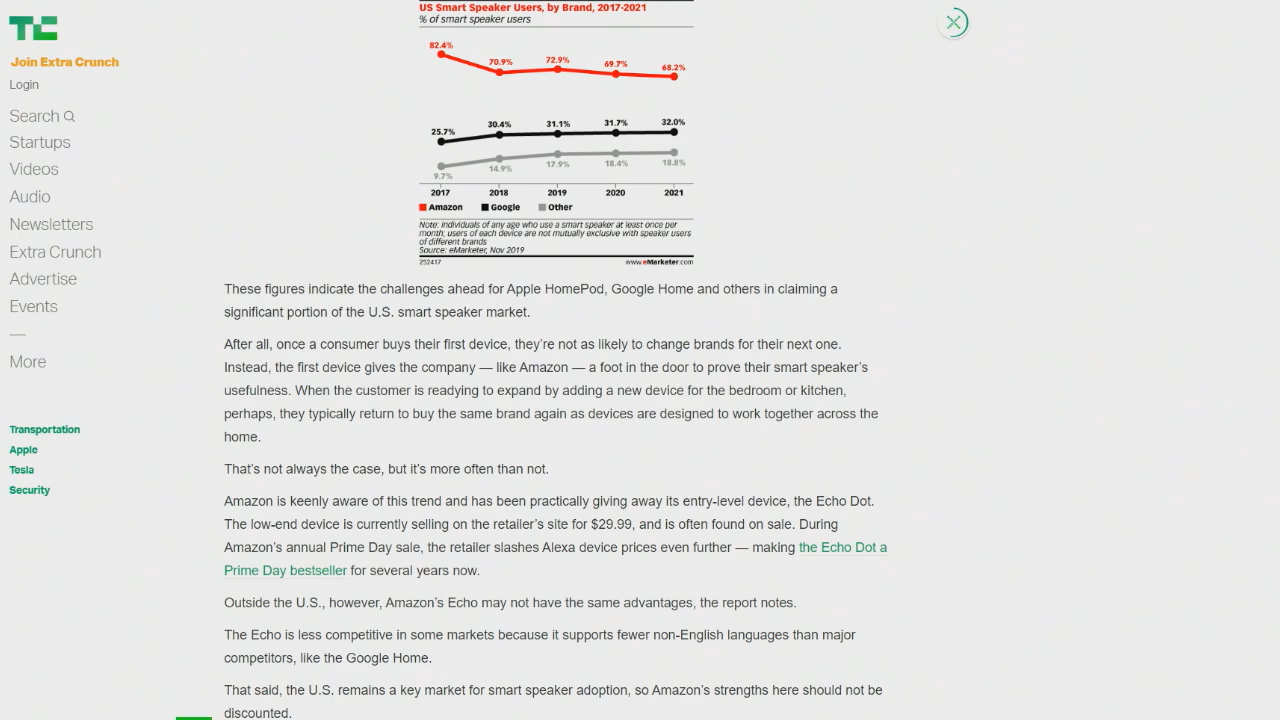 TC
Join Extra Crunch
Login
Search
Startups
Videos
Audio
Newsletters
Extra Crunch
Advertise
Events
—
More
Transportation
Apple
Tesla
Security
US Smart Speaker Users, by Brand, 2017-2021
% of smart speaker users
82.4% 70.9% 72.9% 69.7% 68.2%
25.7% 30.4% 31.1% 31.7% 32.0%
9.7% 14.9% 17.9% 18.4% 18.8%
2017 2018 2019 2020 2021
Amazon Google Other
Note: individuals of any age who use a smart speaker at least once per
month; users of each device are not mutually exclusive with speaker users
of different brands
Source: eMarketer, Nov 2019
252417 www.eMarketer.com
These figures indicate the challenges ahead for Apple HomePod, Google Home and others in claiming a
significant portion of the U.S. smart speaker market.
After all, once a consumer buys their first device, they're not as likely to change brands for their next one.
Instead, the first device gives the company — like Amazon — a foot in the door to prove their smart speaker's
usefulness. When the customer is readying to expand by adding a new device for the bedroom or kitchen,
perhaps, they typically return to buy the same brand again as devices are designed to work together across the
home.
That's not always the case, but it's more often than not.
Amazon is keenly aware of this trend and has been practically giving away its entry-level device, the Echo Dot.
The low-end device is currently selling on the retailer's site for $29.99, and is often found on sale. During
Amazon's annual Prime Day sale, the retailer slashes Alexa device prices even further — making the Echo Dot a
Prime Day bestseller for several years now.
Outside the U.S., however, Amazon's Echo may not have the same advantages, the report notes.
The Echo is less competitive in some markets because it supports fewer non-English languages than major
competitors, like the Google Home.
That said, the U.S. remains a key market for smart speaker adoption, so Amazon's strengths here should not be
discounted.